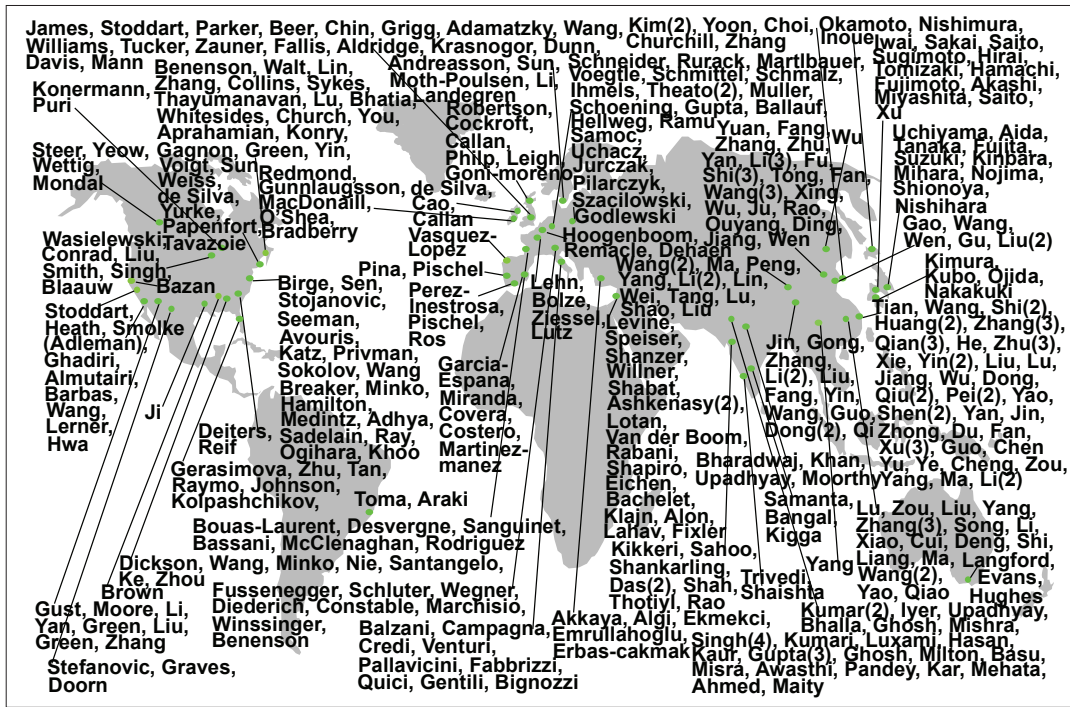 James, Stoddart, Parker, Beer, Chin, Grigg, Adamatzky, Wang,
Williams, Tucker, Zauner, Fallis, Aldridge, Krasnogor, Dunn,
Davis, Mann
Konermann,
Puri
Benenson, Walt, Lin,
Zhang, Collins, Sykes,
Thayumanavan, Lu, Bhatia,
Whitesides, Church, You,
Aprahamian, Konry,
Gagnon, Green, Yin,
Voigt, Sun
Weiss,
de Silva,
Yurke,
Papenfort,
Tavazoie
Steer, Yeow,
Wettig,
Mondal
Redmond,
Gunnlaugsson, de Silva,
MacDonaill,
O'Shea,
Bradberry
Cao,
Callan
Andreasson, Sun,
Moth-Poulsen, Li,
Landegren
Robertson,
Cockroft,
Callan,
Philp, Leigh,
Goni-moreno
Kim(2), Yoon, Choi,
Churchill, Zhang
Schneider, Rurack, Martlbauer,
Voegtle, Schmittel, Schmalz,
Ihmels, Theato(2), Muller,
Schoening, Gupta, Ballauf,
Hellweg, Ramu
Samoc,
Uchacz,
Jurczak,
Pilarczyk,
Szacilowski,
Godlewski
Hoogenboom,
Remacle, Dehaen
Okamoto, Nishimura,
Inoue,
Iwai, Sakai, Saito,
Sugimoto, Hirai,
Tomizaki, Hamachi,
Fujimoto, Akashi,
Miyashita, Saito,
Xu
Wu
Uchiyama, Aida,
Tanaka, Fujita,
Suzuki, Kinbara,
Mihara, Nojima,
Shionoya,
Nishihara
Yuan, Fang,
Zhang, Zhu,
Yan, Li(3), Fu,
Shi(3), Tong, Fan,
Wang(3), Xing,
Wu, Ju, Rao,
Ouyang, Ding,
Jiang, Wen
Gao, Wang,
Wen, Gu, Liu(2)
Kimura,
Kubo, Ojida,
Nakakuki
Wang(2), Ma, Peng,
Yang, Li(2), Lin,
Wei, Tang, Lu,
Shao, Liu
Wasielewski,
Conrad, Liu,
Smith, Singh,
Blaauw
Bazan
Stoddart,
Heath, Smolke
(Adleman),
Ghadiri,
Almutairi,
Barbas,
Wang,
Lerner,
Hwa
Ji
Deiters,
Reif
Birge, Sen,
Stojanovic,
Seeman,
Avouris,
Katz, Privman,
Sokolov, Wang
Breaker, Minko,
Hamilton,
Medintz, Adhya,
Sadelain, Ray,
Ogihara, Khoo
Vasquez-
Lopez
Pina, Pischel
Perez-
Inestrosa,
Pischel,
Ros
Lehn,
Bolze,
Ziessel,
Lutz
Garcia-
Espana,
Miranda,
Covera,
Costero,
Martinez-
manez
Levine,
Speiser,
Shanzer,
Willner,
Shabat,
Ashkenasy(2),
Lotan,
Van der Boom,
Rabani,
Shapiro,
Eichen,
Bachelet,
Klajn, Alon,
Lahav, Fixler
Jin, Gong,
Zhang,
Li(2), Liu,
Fang, Yin,
Wang, Guo,
Dong(2), Qi
Tian, Wang, Shi(2),
Huang(2), Zhang(3),
Qian(3), He, Zhu(3),
Xie, Yin(2), Liu, Lu,
Jiang, Wu, Dong,
Qiu(2), Pei(2), Yao,
Shen(2), Yan, Jin,
Zhong, Du, Fan,
Xu(3), Guo, Chen
Yu, Ye, Cheng, Zou,
Yang, Ma, Li(2)
Bharadwaj, Khan,
Upadhyay, Moorthy
Samanta,
Bangal,
Kigga
Yang
Lu, Zou, Liu, Yang,
Zhang(3), Song, Li,
Xiao, Cui, Deng, Shi,
Liang, Ma,
Wang(2),
Yao, Qiao
Langford,
Evans,
Hughes
Gerasimova, Zhu, Tan,
Raymo, Johnson,
Kolpashchikov,
Toma, Araki
Bouas-Laurent, Desvergne, Sanguinet,
Bassani, McClenaghan, Rodriguez
Kikkeri, Sahoo,
Shankarling,
Das(2), Shah,
Thotiyl, Rao
Trivedi,
Shaishta
Dickson, Wang, Minko, Nie, Santangelo,
Ke, Zhou
Brown
Gust, Moore, Li,
Yan, Green, Liu,
Green, Zhang
Stefanovic, Graves,
Doorn
Fussenegger, Schluter, Wegner,
Diederich, Constable, Marchisio,
Winssinger,
Benenson
Balzani, Campagna,
Credi, Venturi,
Pallavicini, Fabbrizzi,
Quici, Gentili, Bignozzi
Akkaya, Algi, Ekmekci,
Emrullahoglu,
Erbas-cakmak
Kumar(2), Iyer, Upadhyay,
Bhalla, Ghosh, Mishra,
Singh(4), Kumari, Luxami, Hasan,
Kaur, Gupta(3), Ghosh, Milton, Basu,
Misra, Awasthi, Pandey, Kar, Mehata,
Ahmed, Maity